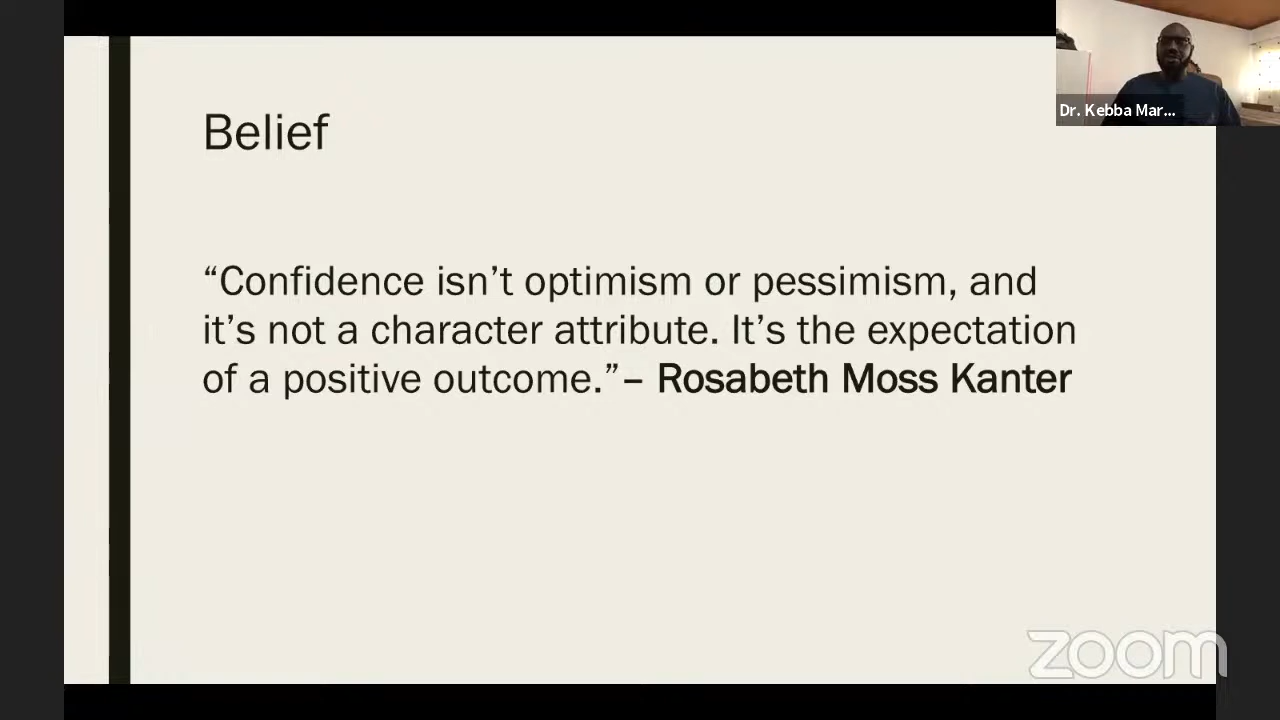 Dr. Kebba Mar...
Belief
“Confidence isn’t optimism or pessimism, and
it’s not a character attribute. It’s the expectation
of a positive outcome.” – Rosabeth Moss Kanter
zoom